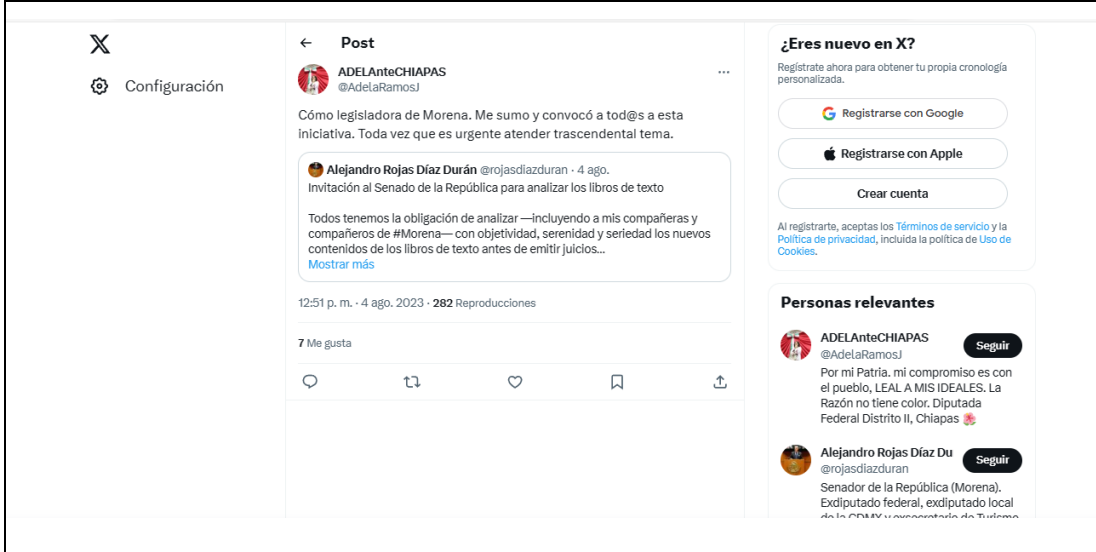 Configuración
Post
ADELAnteCHIAPAS
@AdelaRamosJ
Cómo legisladora de Morena. Me sumo y convocó a tod@s a esta
iniciativa. Toda vez que es urgente atender trascendental tema.
Alejandro Rojas Díaz Durán @rojasdiazduran · 4 ago.
Invitación al Senado de la República para analizar los libros de texto
Todos tenemos la obligación de analizar —incluyendo a mis compañeras y
compañeros de #Morena— con objetividad, serenidad y seriedad los nuevos
contenidos de los libros de texto antes de emitir juicios...
Mostrar más
12:51 p. m. · 4 ago. 2023 · 282 Reproducciones
7 Me gusta
¿Eres nuevo en X?
Regístrate ahora para obtener tu propia cronología
personalizada.
Registrarse con Google
Registrarse con Apple
Crear cuenta
Al registrarte, aceptas los Términos de servicio y la
Política de privacidad, incluida la política de Uso de
Cookies.
Personas relevantes
ADELAnteCHIAPAS
@AdelaRamosJ
Seguir
Por mi Patria. mi compromiso es con
el pueblo, LEAL A MIS IDEALES. La
Razón no tiene color. Diputada
Federal Distrito II, Chiapas 🌺
Alejandro Rojas Díaz Du
@rojasdiazduran
Seguir
Senador de la República (Morena).
Exdiputado federal, exdiputado local
de la CDMX y exsecretario de Turismo